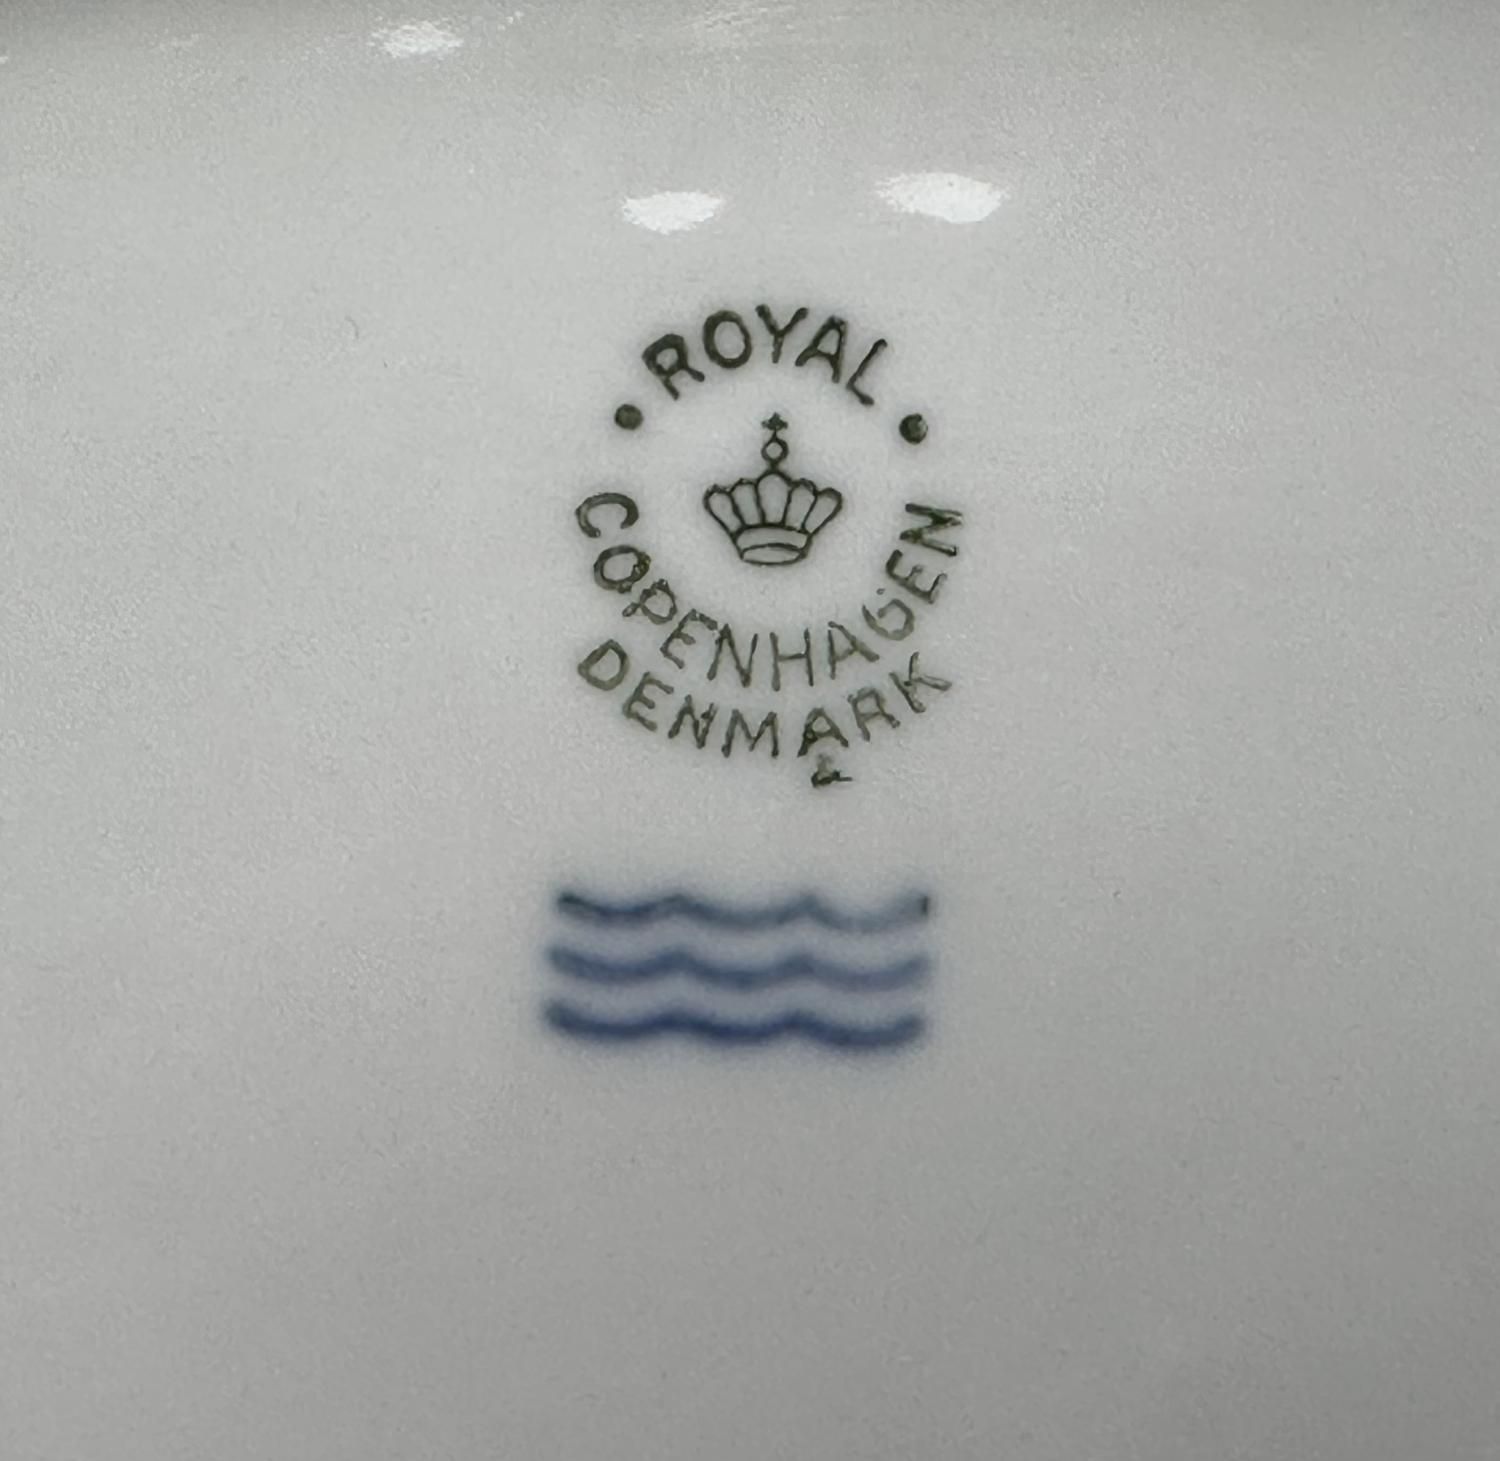 • ROYAL •
COPENHAGEN
DENMARK